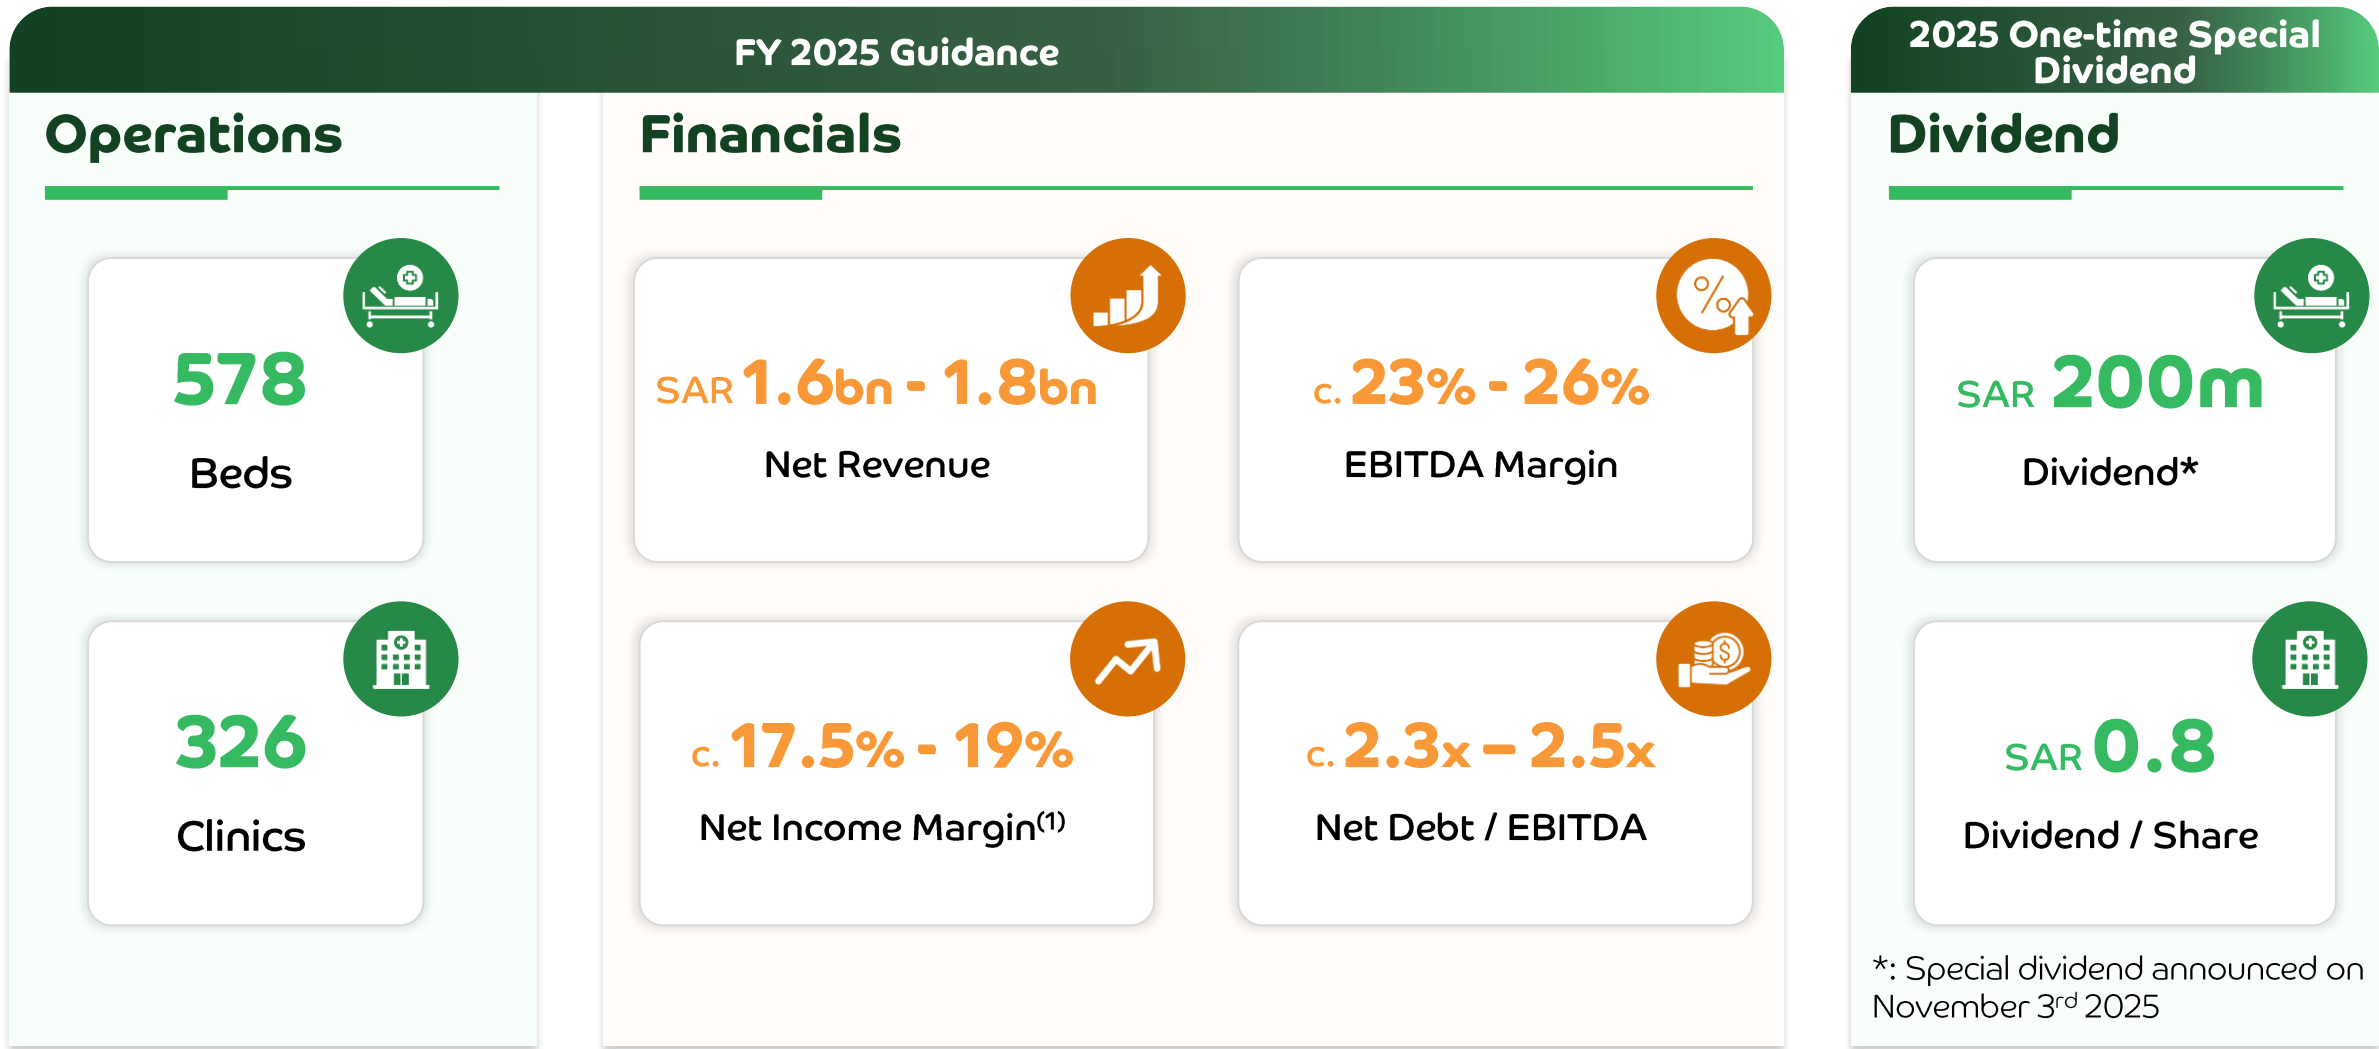 FY 2025 Guidance
2025 One-time Special
Dividend
Operations
578
Beds
326
Clinics
Financials
SAR 1.6bn - 1.8bn
Net Revenue
c. 23% - 26%
EBITDA Margin
c. 17.5% - 19%
Net Income Margin(1)
c. 2.3x – 2.5x
Net Debt / EBITDA
Dividend
SAR 200m
Dividend*
SAR 0.8
Dividend / Share
*: Special dividend announced on
November 3rd 2025